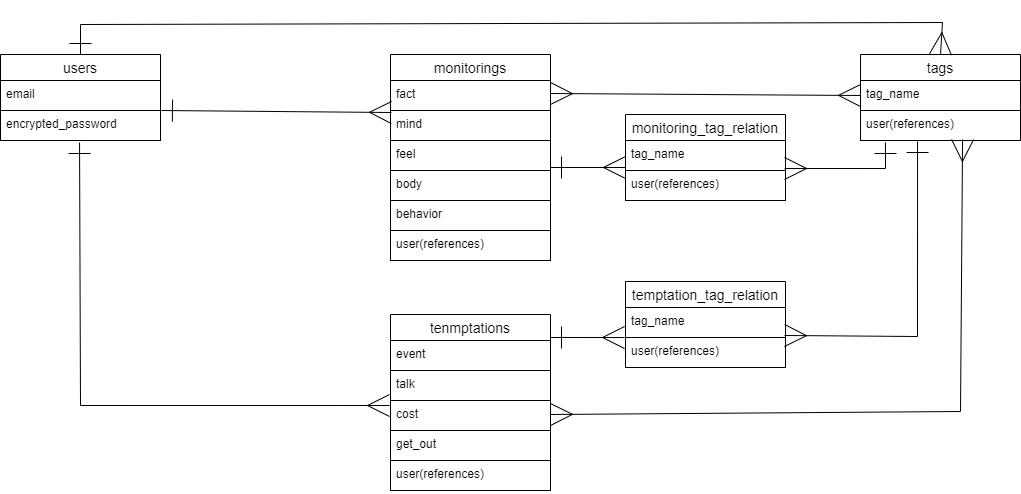 users
email
encrypted_password
monitorings
fact
mind
feel
body
behavior
user(references)
tags
tag_name
user(references)
monitoring_tag_relation
tag_name
user(references)
temptation_tag_relation
tag_name
user(references)
tenmptations
event
talk
cost
get_out
user(references)